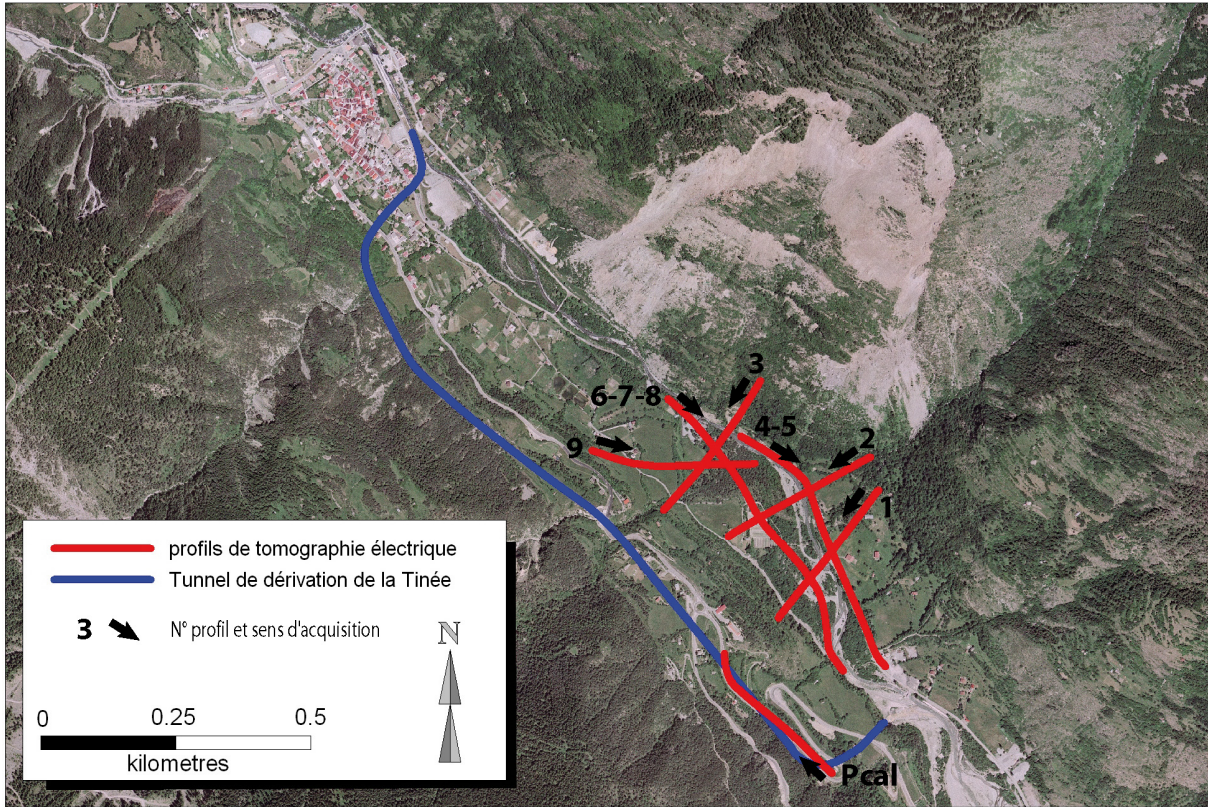 3
6-7-8
4-5
2
9
1
profils de tomographie électrique
Tunnel de dérivation de la Tinée
3 N° profil et sens d'acquisition
N
0 0.25 0.5
kilometres
Pcal